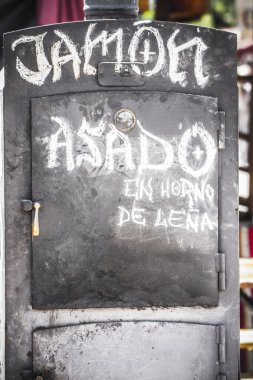 JAMON
ASADO
EN HORNO
DE LEÑA